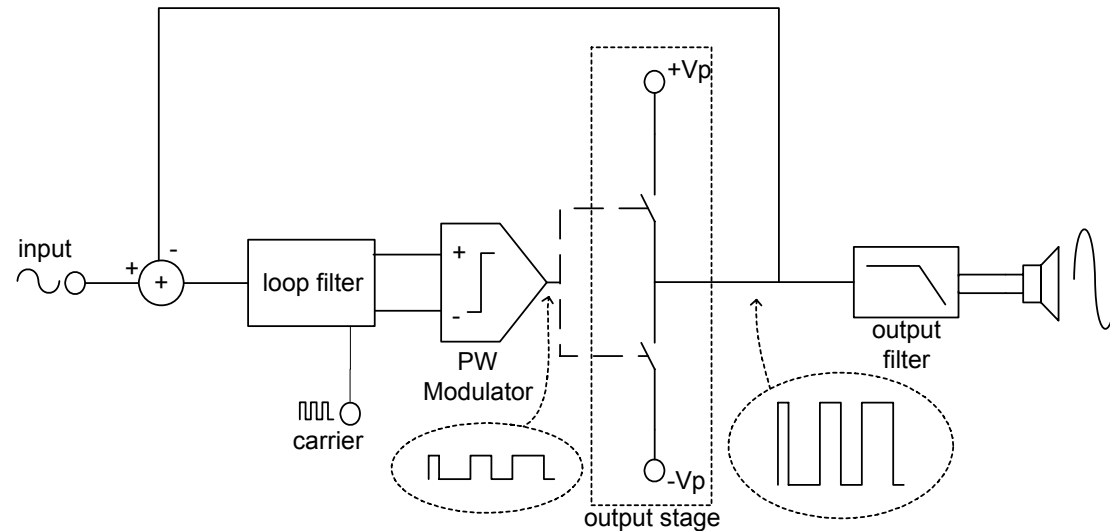 +Vp
input
+
-
+
loop filter
+
-
PW
Modulator
carrier
output
filter
-Vp
output stage